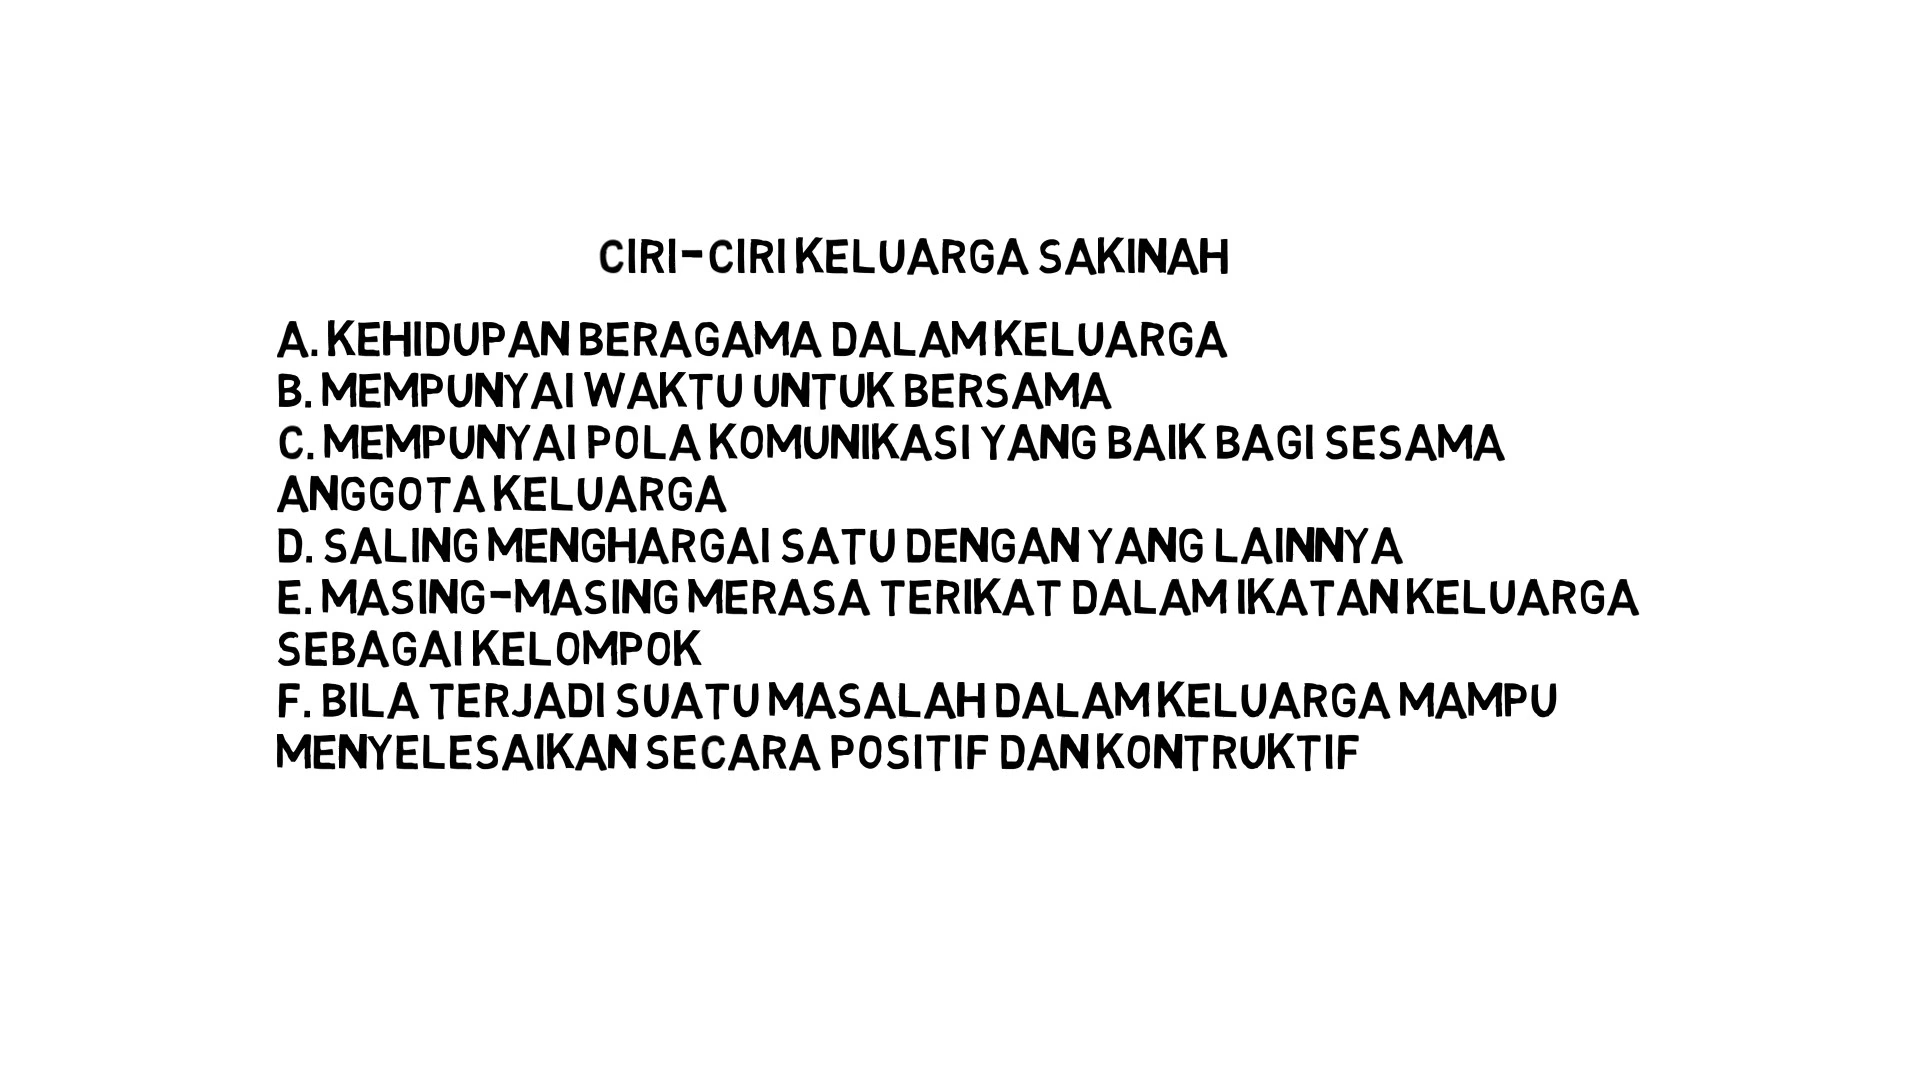 CIRI-CIRI KELUARGA SAKINAH
A. KEHIDUPAN BERAGAMA DALAM KELUARGA
B. MEMPUNYAI WAKTU UNTUK BERSAMA
C. MEMPUNYAI POLA KOMUNIKASI YANG BAIK BAGI SESAMA
ANGGOTA KELUARGA
D. SALING MENGHARGAI SATU DENGAN YANG LAINNYA
E. MASING-MASING MERASA TERIKAT DALAM IKATAN KELUARGA
SEBAGAI KELOMPOK
F. BILA TERJADI SUATU MASALAH DALAM KELUARGA MAMPU
MENYELESAIKAN SECARA POSITIF DAN KONTRUKTIF